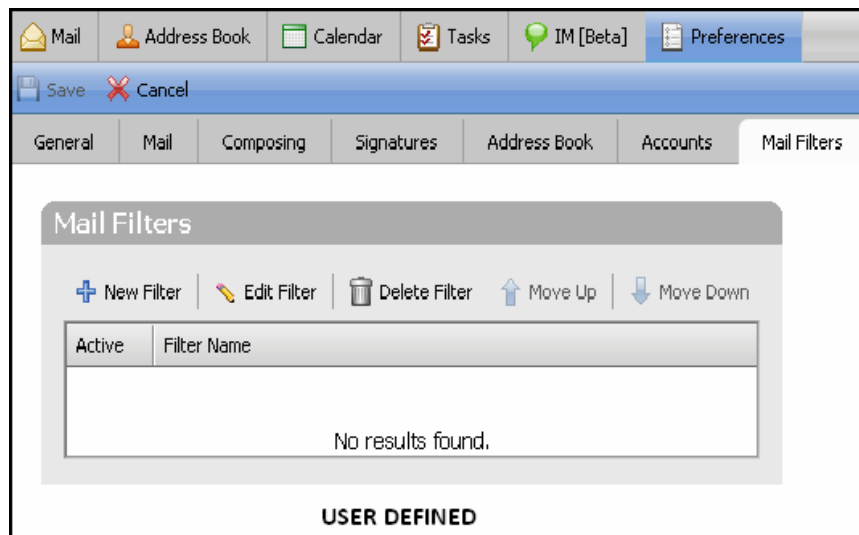 Mail Address Book Calendar Tasks IM [Beta] Preferences
Save Cancel
General Mail Composing Signatures Address Book Accounts Mail Filters
Mail Filters
New Filter Edit Filter Delete Filter Move Up Move Down
Active Filter Name
No results found.
USER DEFINED